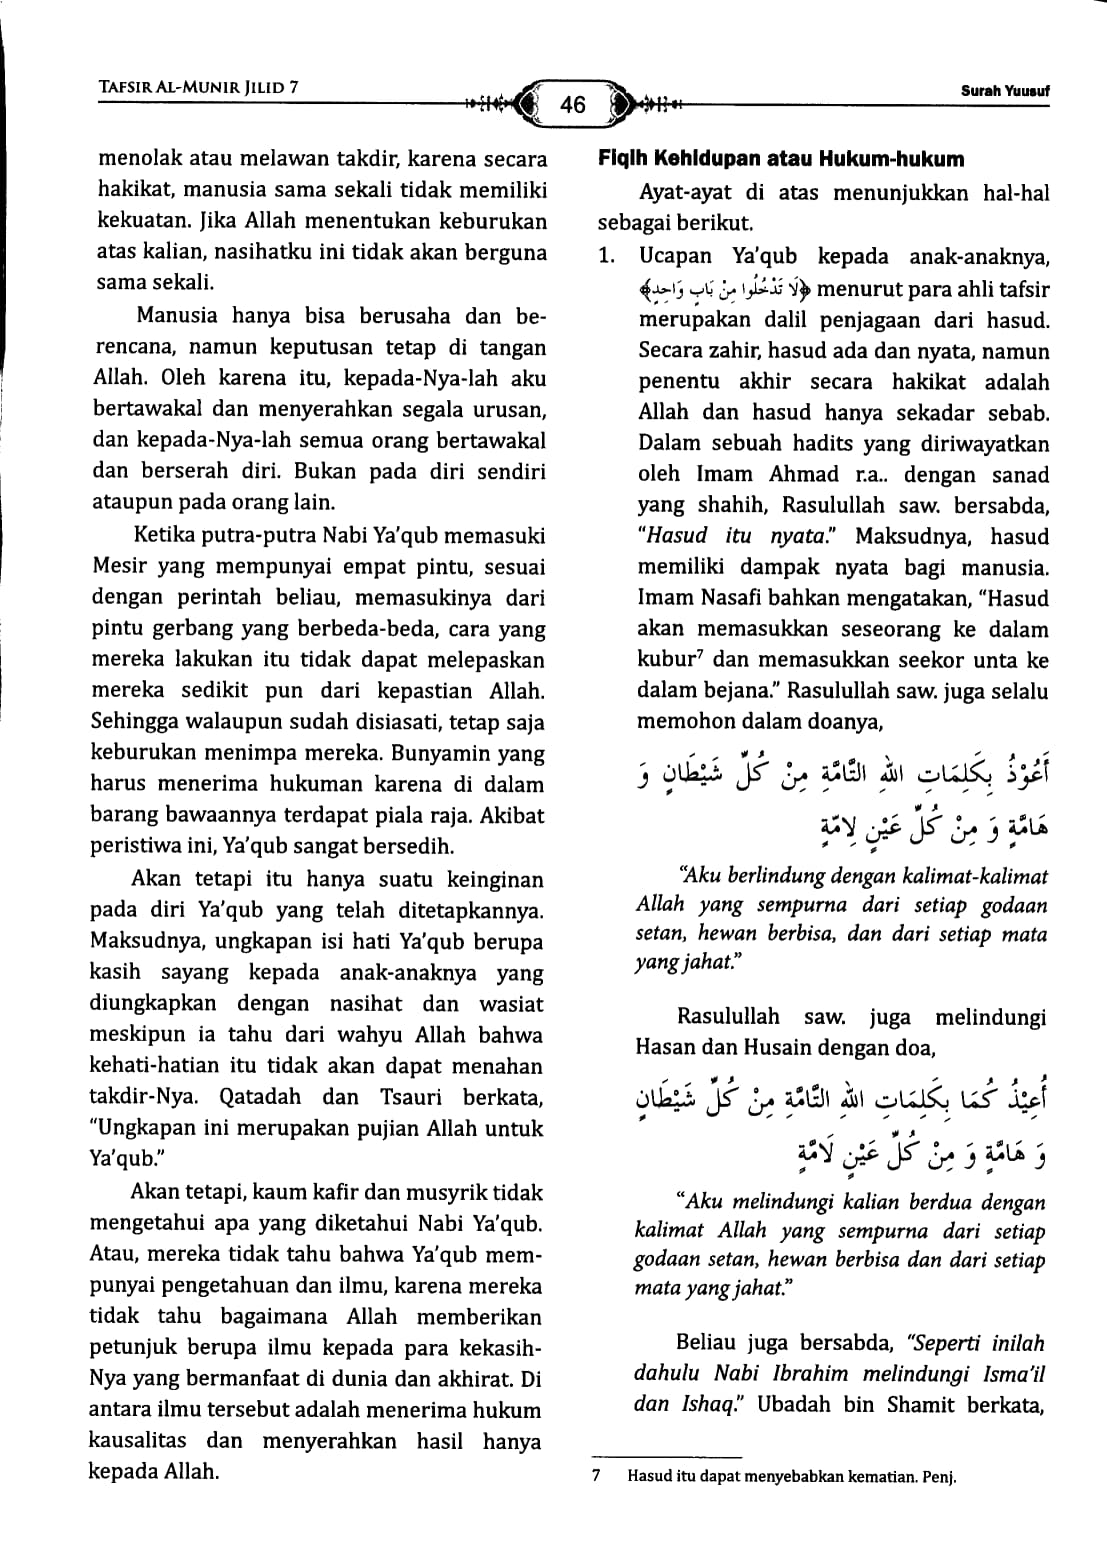 TAFSIR AL-MUNIR JILID 7
46
Surah Yuusuf
menolak atau melawan takdir, karena secara
hakikat, manusia sama sekali tidak memiliki
kekuatan. Jika Allah menentukan keburukan
atas kalian, nasihatku ini tidak akan berguna
sama sekali.
Manusia hanya bisa berusaha dan be-
rencana, namun keputusan tetap di tangan
Allah. Oleh karena itu, kepada-Nya-lah aku
bertawakal dan menyerahkan segala urusan,
dan kepada-Nya-lah semua orang bertawakal
dan berserah diri. Bukan pada diri sendiri
ataupun pada orang lain.
Ketika putra-putra Nabi Ya'qub memasuki
Mesir yang mempunyai empat pintu, sesuai
dengan perintah beliau, memasukinya dari
pintu gerbang yang berbeda-beda, cara yang
mereka lakukan itu tidak dapat melepaskan
mereka sedikit pun dari kepastian Allah.
Sehingga walaupun sudah disiasati, tetap saja
keburukan menimpa mereka. Bunyamin yang
harus menerima hukuman karena di dalam
barang bawaannya terdapat piala raja. Akibat
peristiwa ini, Ya'qub sangat bersedih.
Akan tetapi itu hanya suatu keinginan
pada diri Ya'qub yang telah ditetapkannya.
Maksudnya, ungkapan isi hati Ya'qub berupa
kasih sayang kepada anak-anaknya yang
diungkapkan dengan nasihat dan wasiat
meskipun ia tahu dari wahyu Allah bahwa
kehati-hatian itu tidak akan dapat menahan
takdir-Nya. Qatadah dan Tsauri berkata,
“Ungkapan ini merupakan pujian Allah untuk
Ya'qub.”
Akan tetapi, kaum kafir dan musyrik tidak
mengetahui apa yang diketahui Nabi Ya'qub.
Atau, mereka tidak tahu bahwa Ya'qub mem-
punyai pengetahuan dan ilmu, karena mereka
tidak tahu bagaimana Allah memberikan
petunjuk berupa ilmu kepada para kekasih-
Nya yang bermanfaat di dunia dan akhirat. Di
antara ilmu tersebut adalah menerima hukum
kausalitas dan menyerahkan hasil hanya
kepada Allah.
Fiqih Kehidupan atau Hukum-hukum
Ayat-ayat di atas menunjukkan hal-hal
sebagai berikut.
1. Ucapan Ya'qub kepada anak-anaknya,
﴿لَا تَدْخُلُوا مِنْ بَابٍ وَاحِدٍ﴾ menurut para ahli tafsir
merupakan dalil penjagaan dari hasud.
Secara zahir, hasud ada dan nyata, namun
penentu akhir secara hakikat adalah
Allah dan hasud hanya sekadar sebab.
Dalam sebuah hadits yang diriwayatkan
oleh Imam Ahmad r.a.. dengan sanad
yang shahih, Rasulullah saw. bersabda,
“Hasud itu nyata.” Maksudnya, hasud
memiliki dampak nyata bagi manusia.
Imam Nasafi bahkan mengatakan, “Hasud
akan memasukkan seseorang ke dalam
kubur⁷ dan memasukkan seekor unta ke
dalam bejana.” Rasulullah saw. juga selalu
memohon dalam doanya,
أَعُوْذُ بِكَلِمَاتِ اللهِ التَّامَّةِ مِنْ كُلِّ شَيْطَانٍ وَ
هَامَّةٍ وَ مِنْ كُلِّ عَيْنٍ لِامَّةٍ
“Aku berlindung dengan kalimat-kalimat
Allah yang sempurna dari setiap godaan
setan, hewan berbisa, dan dari setiap mata
yang jahat.”
Rasulullah saw. juga melindungi
Hasan dan Husain dengan doa,
أُعِيْذُ كُمَا بِكَلِمَاتِ اللهِ التَّامَّةِ مِنْ كُلِّ شَيْطَانٍ
وَ هَامَّةٍ وَ مِنْ كُلِّ عَيْنٍ لَامَّةٍ
“Aku melindungi kalian berdua dengan
kalimat Allah yang sempurna dari setiap
godaan setan, hewan berbisa dan dari setiap
mata yang jahat.”
Beliau juga bersabda, “Seperti inilah
dahulu Nabi Ibrahim melindungi Isma'il
dan Ishaq.” Ubadah bin Shamit berkata,
7 Hasud itu dapat menyebabkan kematian. Penj.